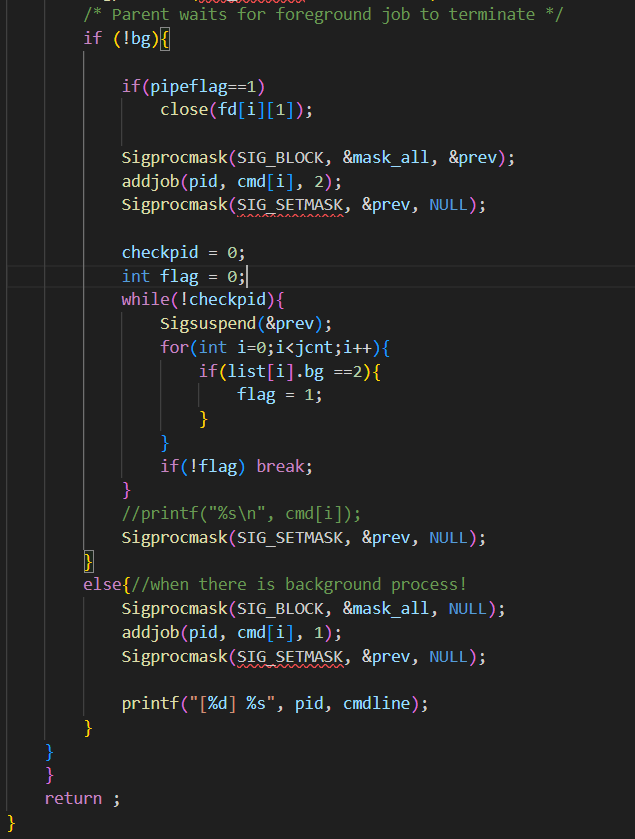 /* Parent waits for foreground job to terminate */
if (!bg){
if(pipeflag==1)
close(fd[i][1]);
Sigprocmask(SIG_BLOCK, &mask_all, &prev);
addjob(pid, cmd[i], 2);
Sigprocmask(SIG_SETMASK, &prev, NULL);
checkpid = 0;
int flag = 0;
while(!checkpid){
Sigsuspend(&prev);
for(int i=0;i<jcnt;i++){
if(list[i].bg ==2){
flag = 1;
}
}
if(!flag) break;
}
//printf("%s\n", cmd[i]);
Sigprocmask(SIG_SETMASK, &prev, NULL);
}
else{//when there is background process!
Sigprocmask(SIG_BLOCK, &mask_all, NULL);
addjob(pid, cmd[i], 1);
Sigprocmask(SIG_SETMASK, &prev, NULL);
printf("[%d] %s", pid, cmdline);
}
}
}
return ;
}